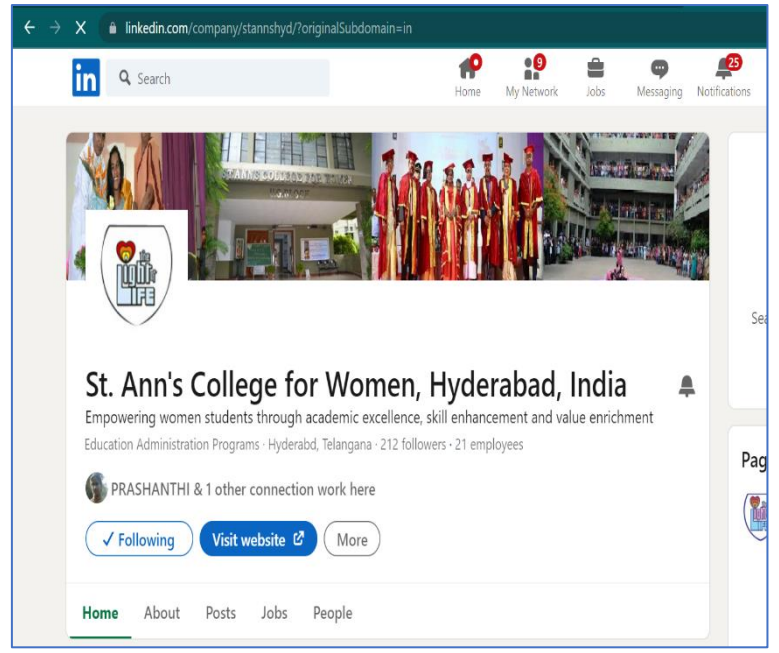 linkedin.com/company/stannshyd/?originalSubdomain=in
in Search
9
25
Home My Network Jobs Messaging Notifications
ST. ANN'S COLLEGE FOR WOMEN
the
Light of
LIFE
Sea
St. Ann's College for Women, Hyderabad, India
Empowering women students through academic excellence, skill enhancement and value enrichment
Education Administration Programs · Hyderabd, Telangana · 212 followers · 21 employees
Pag
PRASHANTHI & 1 other connection work here
✓ Following Visit website More
Home About Posts Jobs People